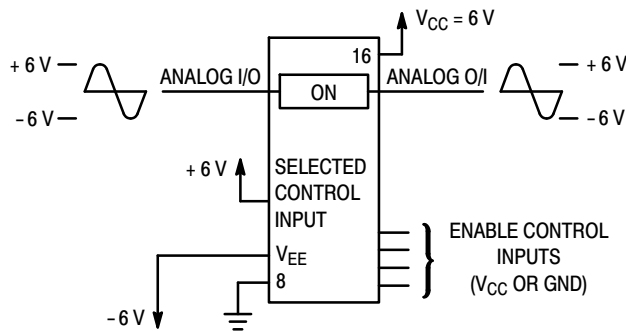 V_CC = 6 V
16
+ 6 V
ANALOG I/O
ON
ANALOG O/I
+ 6 V
− 6 V
− 6 V
+ 6 V
SELECTED
CONTROL
INPUT
ENABLE CONTROL
INPUTS
(V_CC OR GND)
V_EE
8
− 6 V